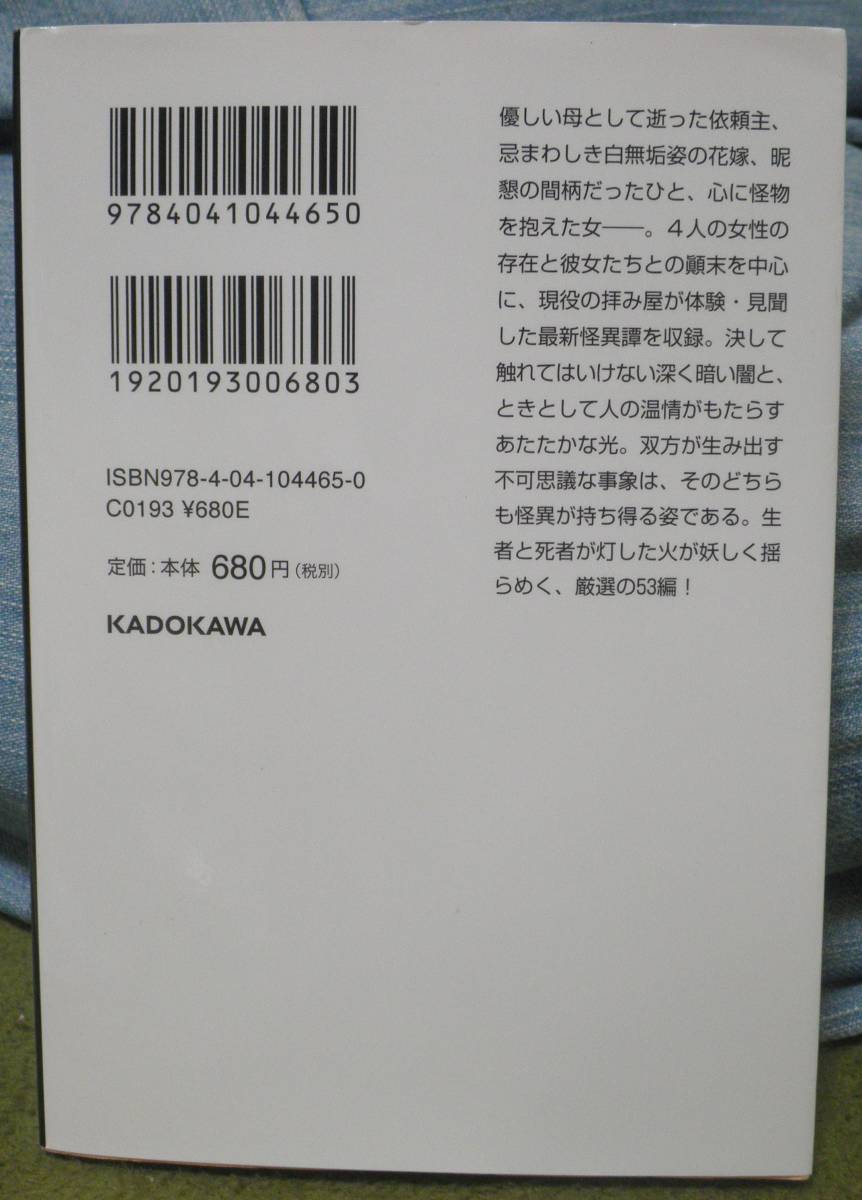 9784041044650
1920193006803
ISBN978-4-04-104465-0
C0193 ¥680E
定価：本体 680円（税別）
KADOKAWA
優しい母として逝った依頼主、
忌まわしき白無垢姿の花嫁、昵
懇の間柄だったひと、心に怪物
を抱えた女――。４人の女性の
存在と彼女たちとの顚末を中心
に、現役の拝み屋が体験・見聞
した最新怪異譚を収録。決して
触れてはいけない深く暗い闇と、
ときとして人の温情がもたらす
あたたかな光。双方が生み出す
不可思議な事象は、そのどちら
も怪異が持ち得る姿である。生
者と死者が灯した火が妖しく揺
らめく、厳選の53編！